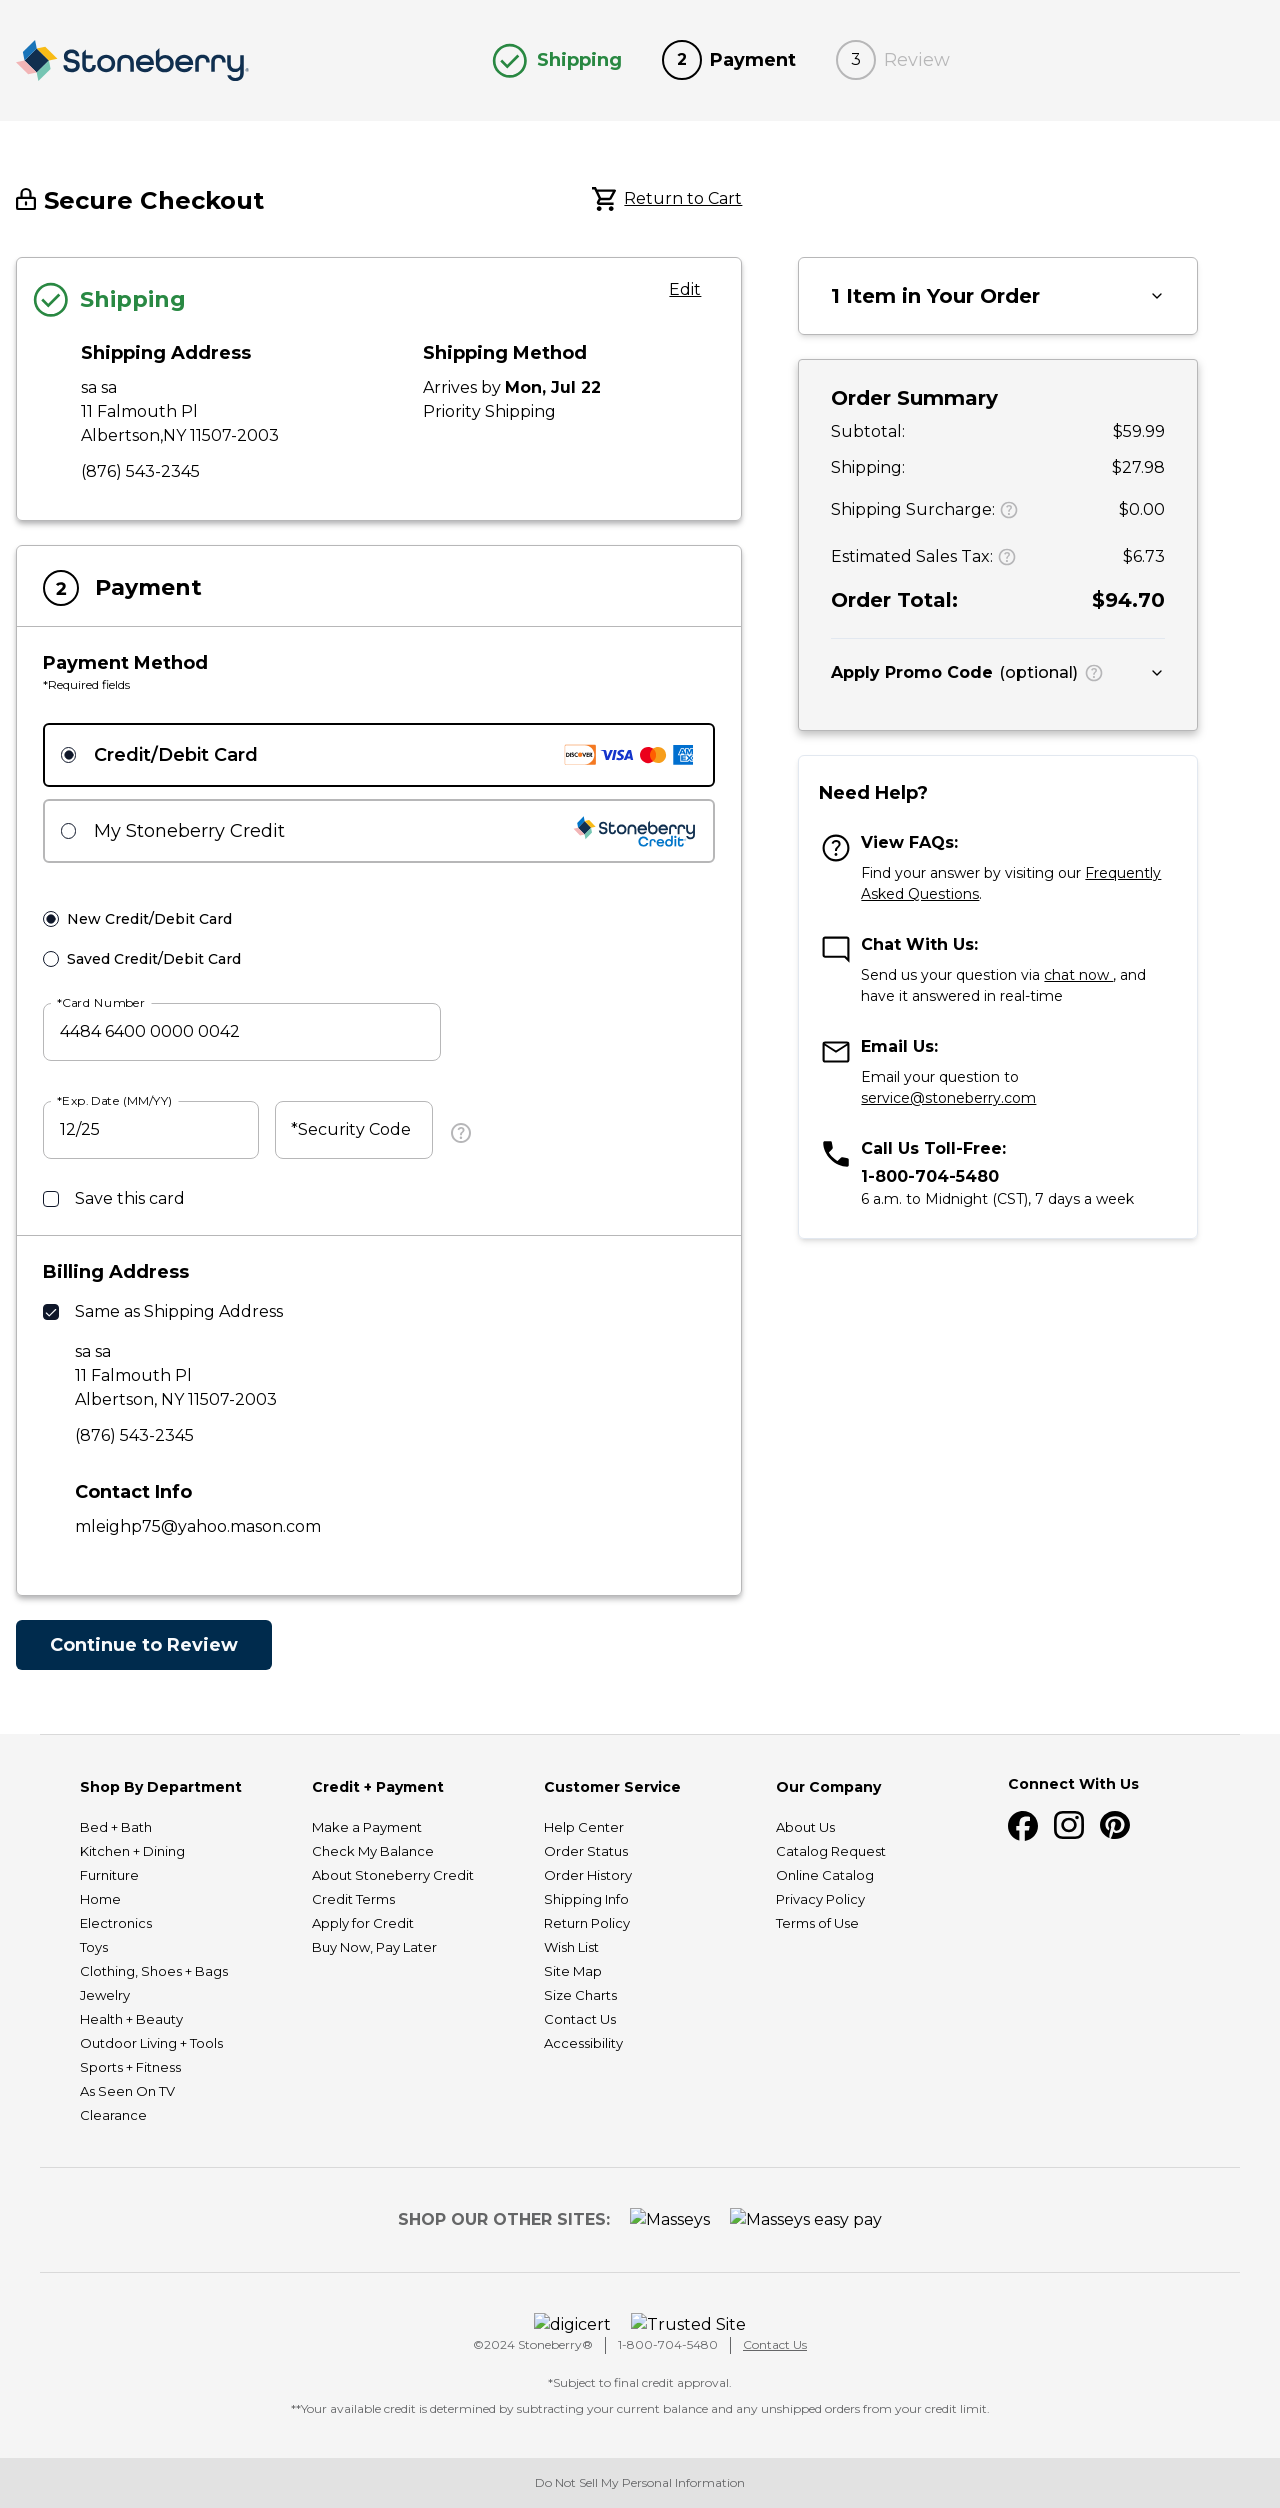 Stoneberry
Shipping
2 Payment
3 Review
Secure Checkout
Return to Cart
Shipping
Edit
Shipping Address
sa sa
11 Falmouth Pl
Albertson,NY 11507-2003
(876) 543-2345
Shipping Method
Arrives by Mon, Jul 22
Priority Shipping
2 Payment
Payment Method
*Required fields
Credit/Debit Card
DISCOVER VISA AMEX
My Stoneberry Credit
Stoneberry
Credit
New Credit/Debit Card
Saved Credit/Debit Card
*Card Number
4484 6400 0000 0042
*Exp. Date (MM/YY)
12/25
*Security Code
Save this card
Billing Address
Same as Shipping Address
sa sa
11 Falmouth Pl
Albertson, NY 11507-2003
(876) 543-2345
Contact Info
mleighp75@yahoo.mason.com
Continue to Review
1 Item in Your Order
Order Summary
Subtotal: $59.99
Shipping: $27.98
Shipping Surcharge: $0.00
Estimated Sales Tax: $6.73
Order Total: $94.70
Apply Promo Code (optional)
Need Help?
View FAQs:
Find your answer by visiting our Frequently
Asked Questions.
Chat With Us:
Send us your question via chat now , and
have it answered in real-time
Email Us:
Email your question to
service@stoneberry.com
Call Us Toll-Free:
1-800-704-5480
6 a.m. to Midnight (CST), 7 days a week
Shop By Department
Bed + Bath
Kitchen + Dining
Furniture
Home
Electronics
Toys
Clothing, Shoes + Bags
Jewelry
Health + Beauty
Outdoor Living + Tools
Sports + Fitness
As Seen On TV
Clearance
Credit + Payment
Make a Payment
Check My Balance
About Stoneberry Credit
Credit Terms
Apply for Credit
Buy Now, Pay Later
Customer Service
Help Center
Order Status
Order History
Shipping Info
Return Policy
Wish List
Site Map
Size Charts
Contact Us
Accessibility
Our Company
About Us
Catalog Request
Online Catalog
Privacy Policy
Terms of Use
Connect With Us
SHOP OUR OTHER SITES: Masseys Masseys easy pay
digicert Trusted Site
©2024 Stoneberry® | 1-800-704-5480 | Contact Us
*Subject to final credit approval.
**Your available credit is determined by subtracting your current balance and any unshipped orders from your credit limit.
Do Not Sell My Personal Information